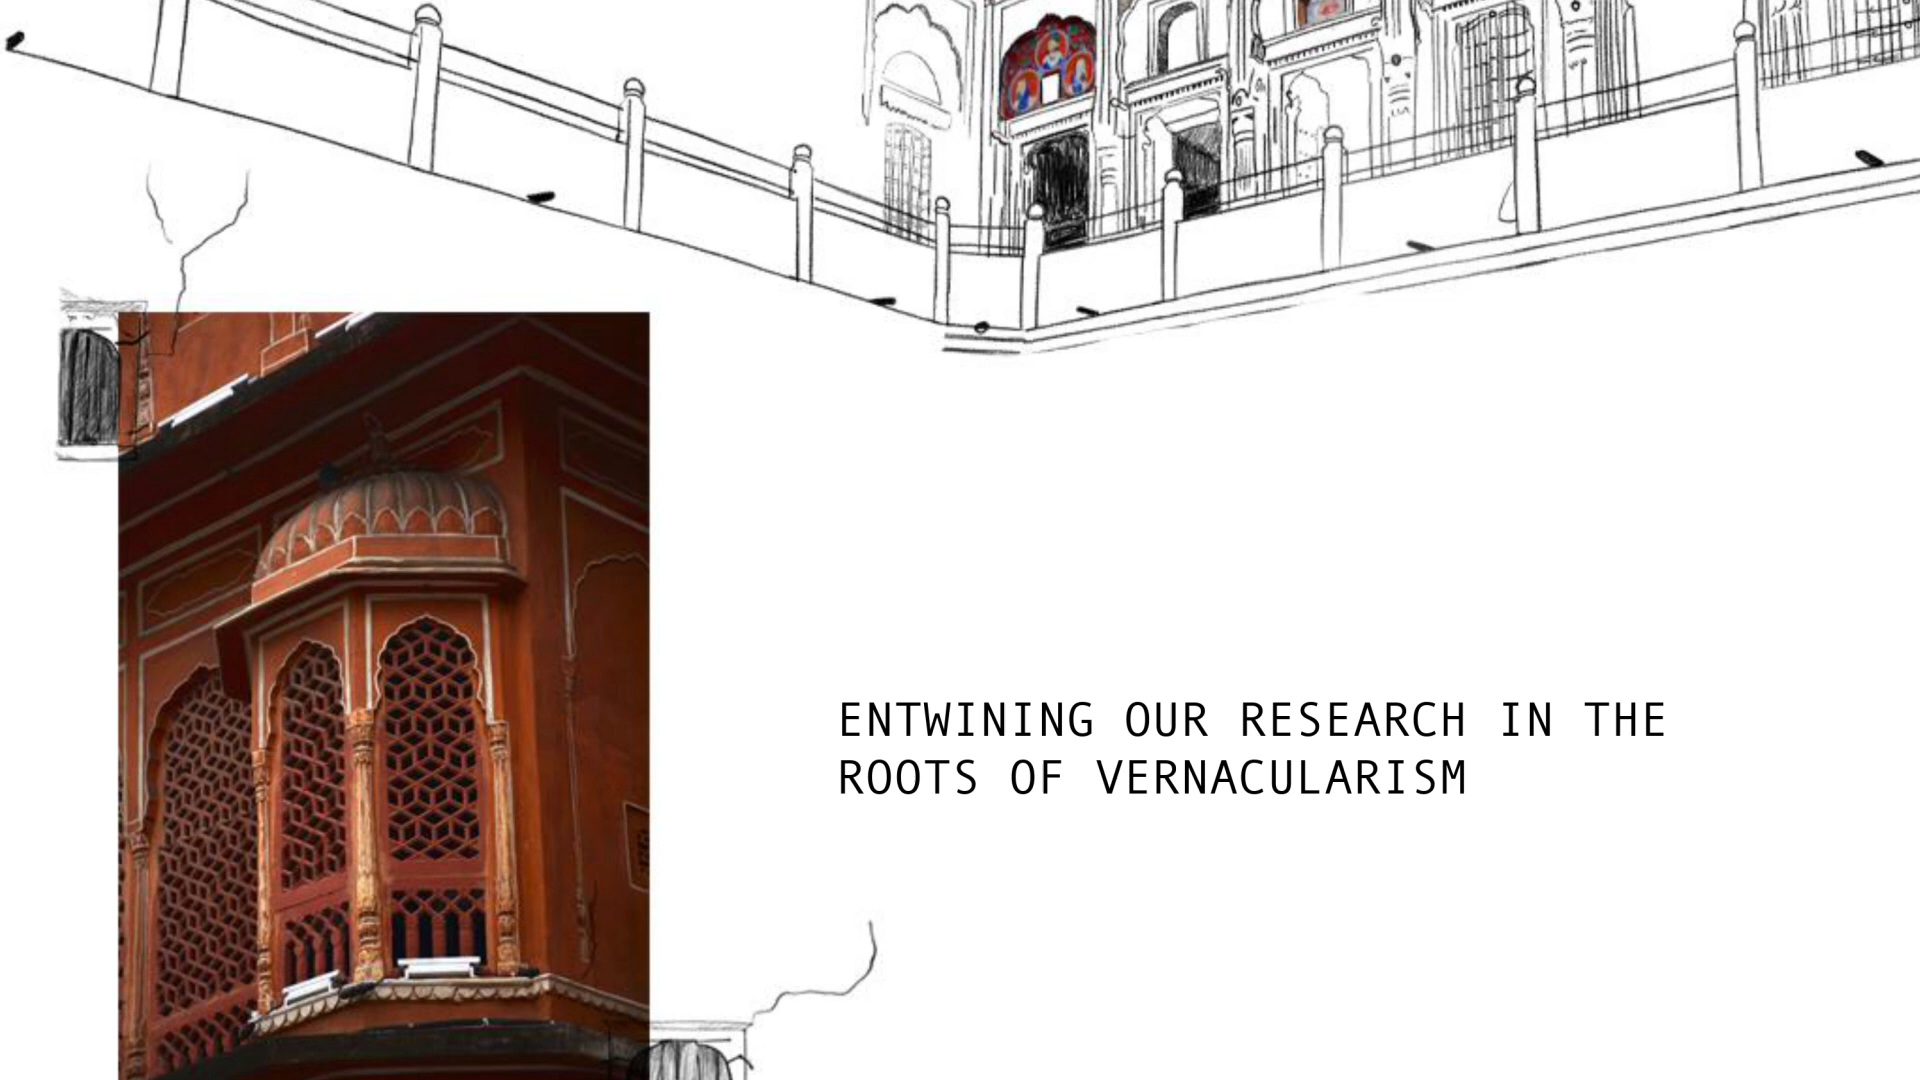 ENTWINING OUR RESEARCH IN THE
ROOTS OF VERNACULARISM